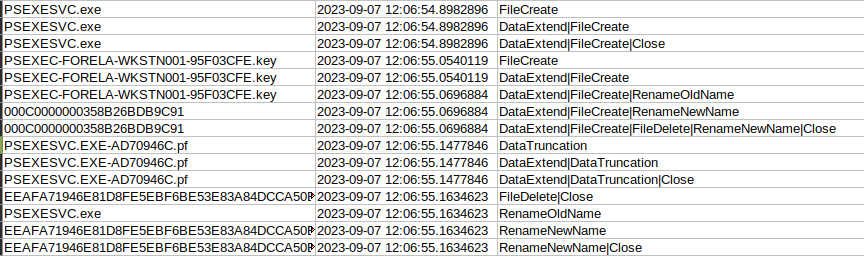 PSEXESVC.exe 2023-09-07 12:06:54.8982896 FileCreate
PSEXESVC.exe 2023-09-07 12:06:54.8982896 DataExtend|FileCreate
PSEXESVC.exe 2023-09-07 12:06:54.8982896 DataExtend|FileCreate|Close
PSEXEC-FORELA-WKSTN001-95F03CFE.key 2023-09-07 12:06:55.0540119 FileCreate
PSEXEC-FORELA-WKSTN001-95F03CFE.key 2023-09-07 12:06:55.0540119 DataExtend|FileCreate
PSEXEC-FORELA-WKSTN001-95F03CFE.key 2023-09-07 12:06:55.0696884 DataExtend|FileCreate|RenameOldName
000C0000000358B26BDB9C91 2023-09-07 12:06:55.0696884 DataExtend|FileCreate|RenameNewName
000C0000000358B26BDB9C91 2023-09-07 12:06:55.0696884 DataExtend|FileCreate|FileDelete|RenameNewName|Close
PSEXESVC.EXE-AD70946C.pf 2023-09-07 12:06:55.1477846 DataTruncation
PSEXESVC.EXE-AD70946C.pf 2023-09-07 12:06:55.1477846 DataExtend|DataTruncation
PSEXESVC.EXE-AD70946C.pf 2023-09-07 12:06:55.1477846 DataExtend|DataTruncation|Close
EEAFA71946E81D8FE5EBF6BE53E83A84DCCA50 2023-09-07 12:06:55.1634623 FileDelete|Close
PSEXESVC.exe 2023-09-07 12:06:55.1634623 RenameOldName
EEAFA71946E81D8FE5EBF6BE53E83A84DCCA50 2023-09-07 12:06:55.1634623 RenameNewName
EEAFA71946E81D8FE5EBF6BE53E83A84DCCA50 2023-09-07 12:06:55.1634623 RenameNewName|Close